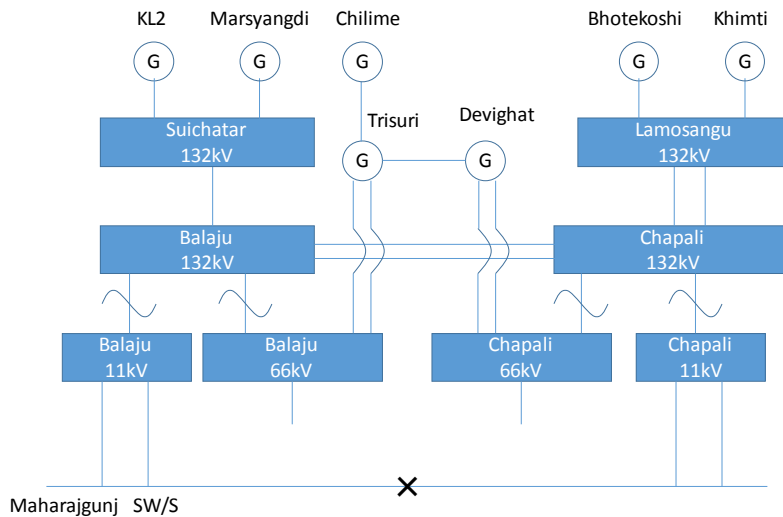 KL2 Marsyangdi Chilime Bhotekoshi Khimti
G G G G G
Suichatar
132kV
Trisuri Devighat
Lamosangu
132kV
G G
Balaju
132kV
Chapali
132kV
Balaju
11kV
Balaju
66kV
Chapali
66kV
Chapali
11kV
Maharajgunj SW/S